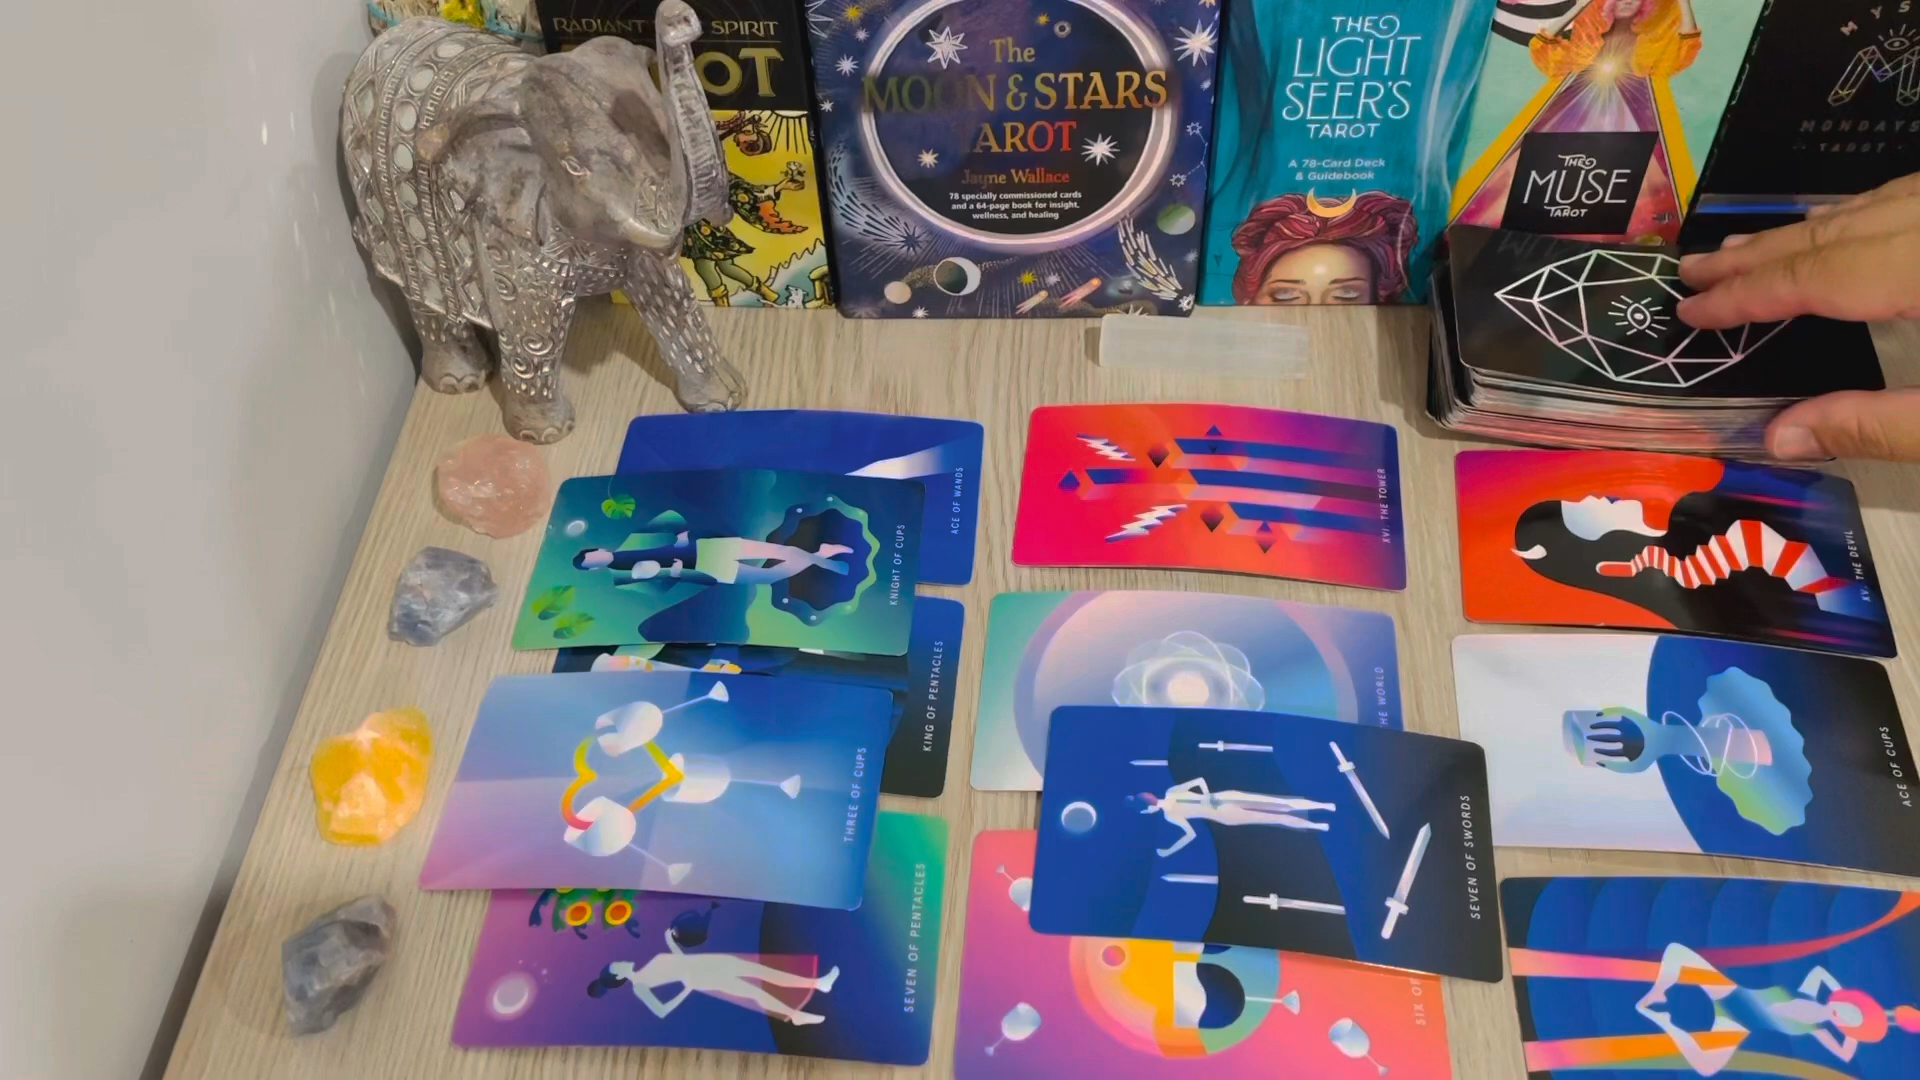 RADIANT SPIRIT
OT
The
MOON & STARS
TAROT
Jayne Wallace
78 specially commissioned cards
and a 64-page book for insight,
wellness, and healing
THE
LIGHT
SEER'S
TAROT
A 78-Card Deck
& Guidebook
THE
MUSE
TAROT
MYS
M
MONDAYS
TAROT
ACE OF WANDS
KNIGHT OF CUPS
KING OF PENTACLES
THREE OF CUPS
SEVEN OF PENTACLES
XVI. THE TOWER
THE WORLD
SEVEN OF SWORDS
SIX OF
XV. THE DEVIL
ACE OF CUPS